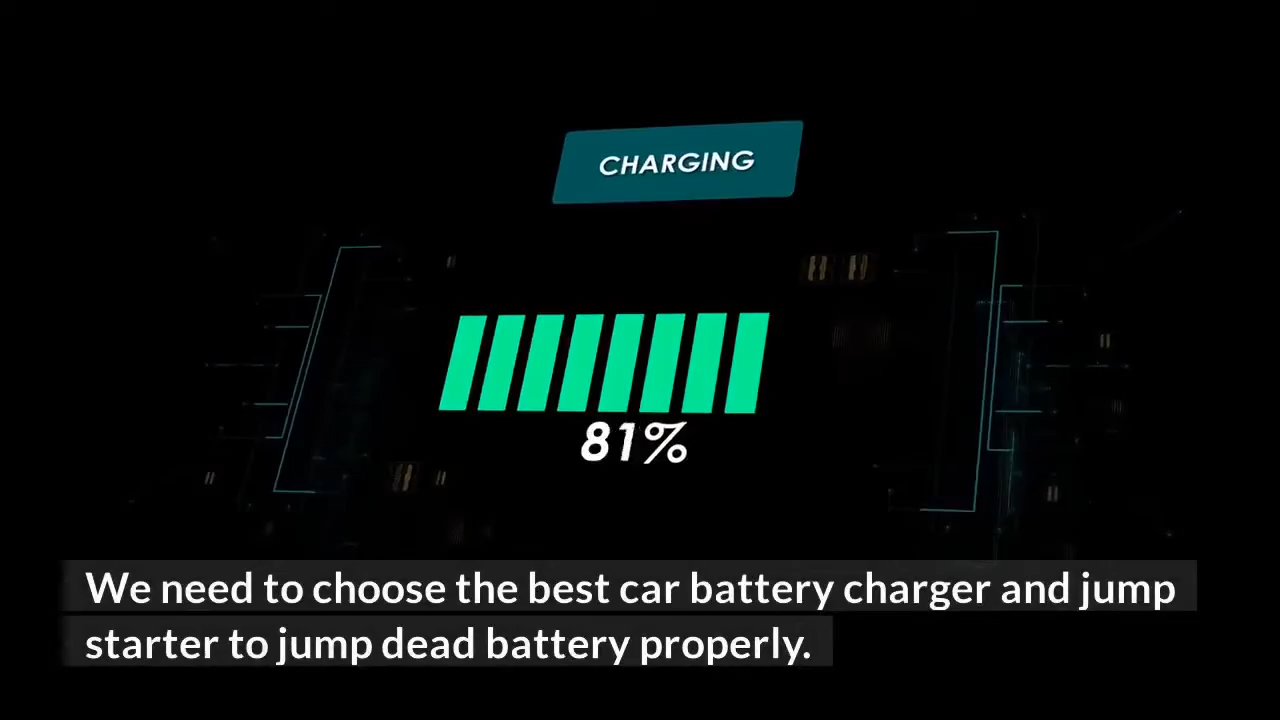 CHARGING
81%
We need to choose the best car battery charger and jump
starter to jump dead battery properly.